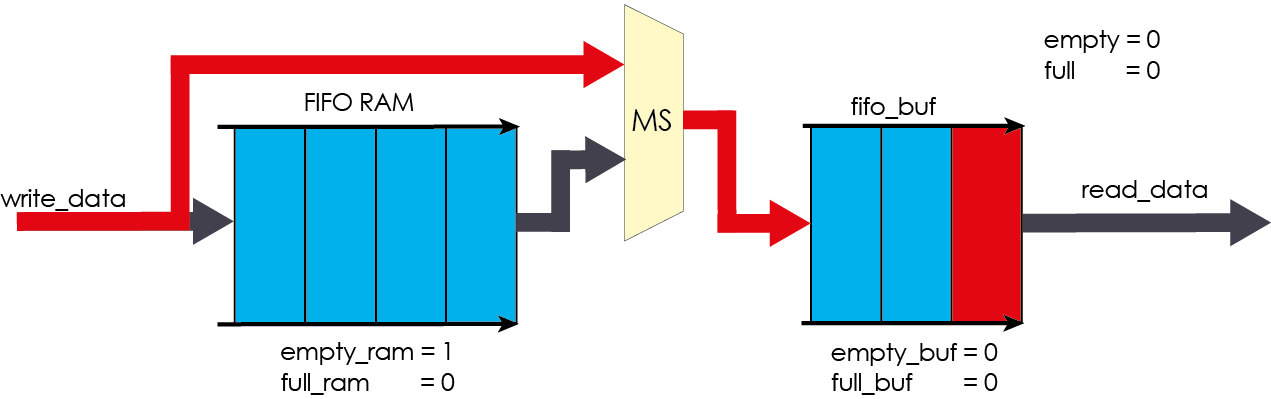 empty = 0
full = 0
FIFO RAM
MS
fifo_buf
write_data
read_data
empty_ram = 1
full_ram = 0
empty_buf = 0
full_buf = 0